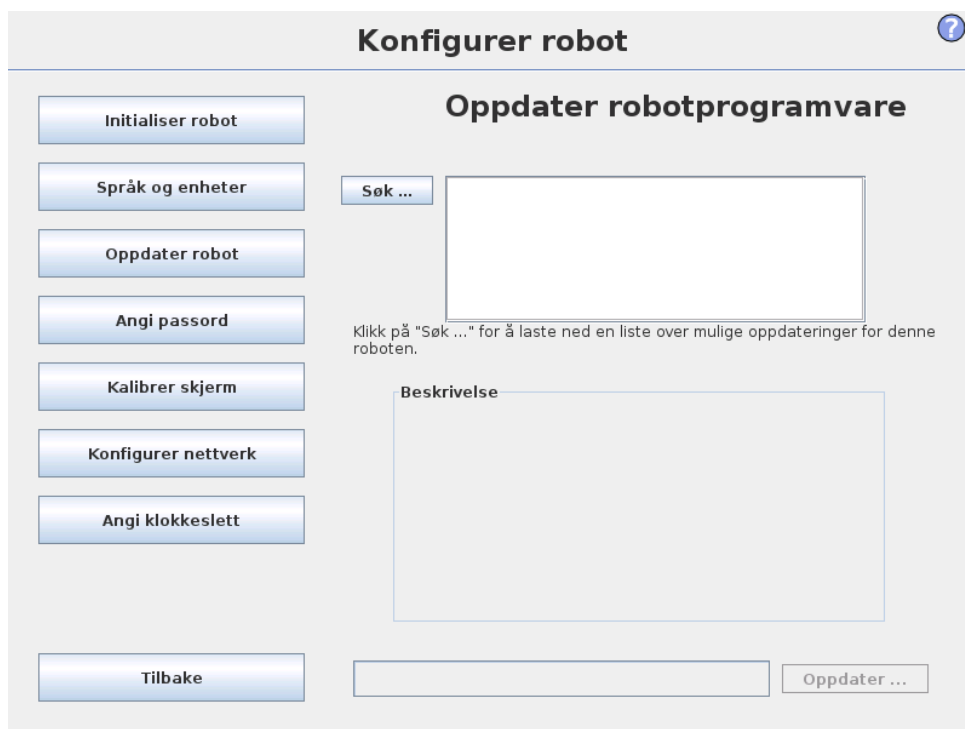 Konfigurer robot
?
Initialiser robot
Språk og enheter
Oppdater robot
Angi passord
Kalibrer skjerm
Konfigurer nettverk
Angi klokkeslett
Tilbake
Oppdater robotprogramvare
Søk ...
Klikk på "Søk ..." for å laste ned en liste over mulige oppdateringer for denne
roboten.
Beskrivelse
Oppdater ...